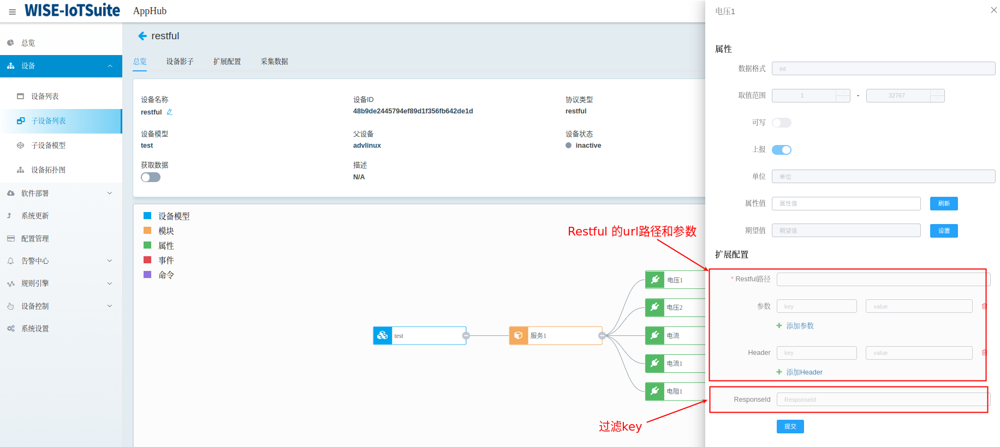 WISE-IoTSuite
AppHub
总览
设备
设备列表
子设备列表
子设备模型
设备拓扑图
软件部署
系统更新
配置管理
告警中心
规则引擎
设备控制
系统设置
restful
总览 设备影子 扩展配置 采集数据
设备名称 设备ID 协议类型
restful 48b9de2445794ef89d1f356fb642de1d restful
设备模型 父设备 设备状态
test advlinux inactive
获取数据 描述
N/A
设备模型
模块
属性
事件
命令
test
服务1
电压1
电压2
电流
电流1
电阻1
Restful 的url路径和参数
过滤key
电压1
属性
数据格式 int
取值范围 1 - 32767
可写
上报
单位 单位
属性值 属性值 刷新
期望值 期望值 设置
扩展配置
* Restful路径
参数 key value
添加参数
Header key value
添加Header
ResponseId ResponseId
提交